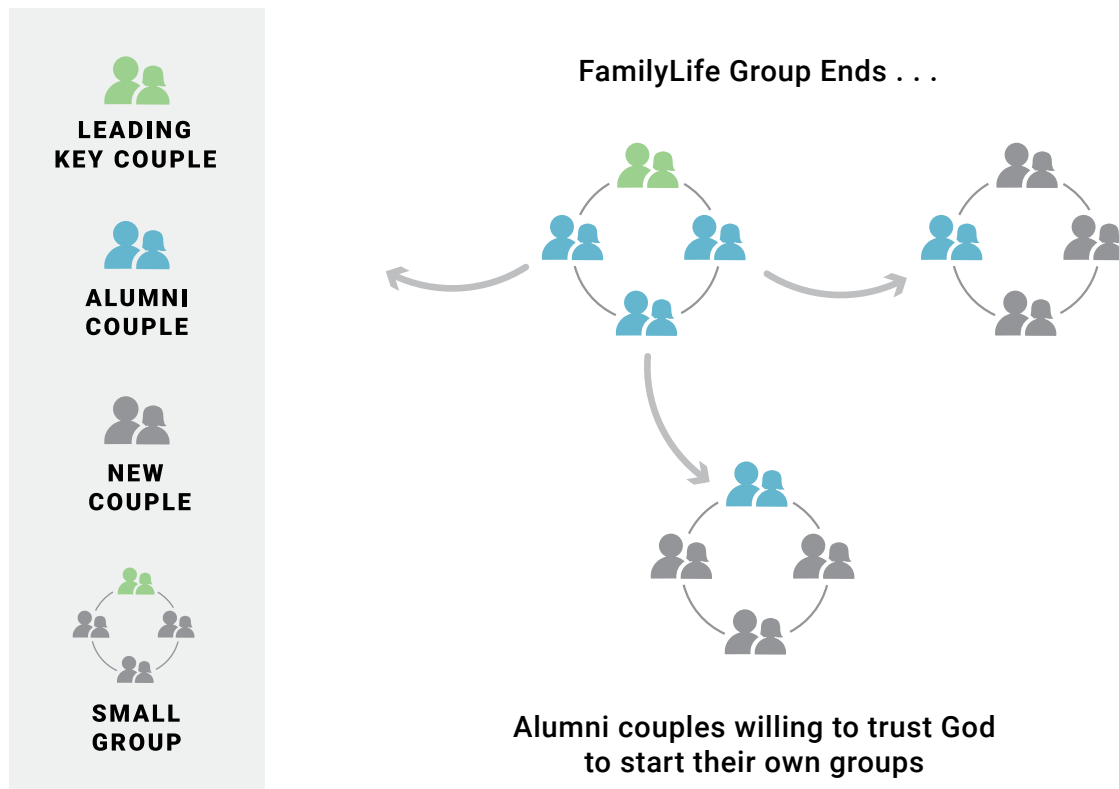 LEADING
KEY COUPLE
ALUMNI
COUPLE
NEW
COUPLE
SMALL
GROUP
FamilyLife Group Ends . . .
Alumni couples willing to trust God
to start their own groups